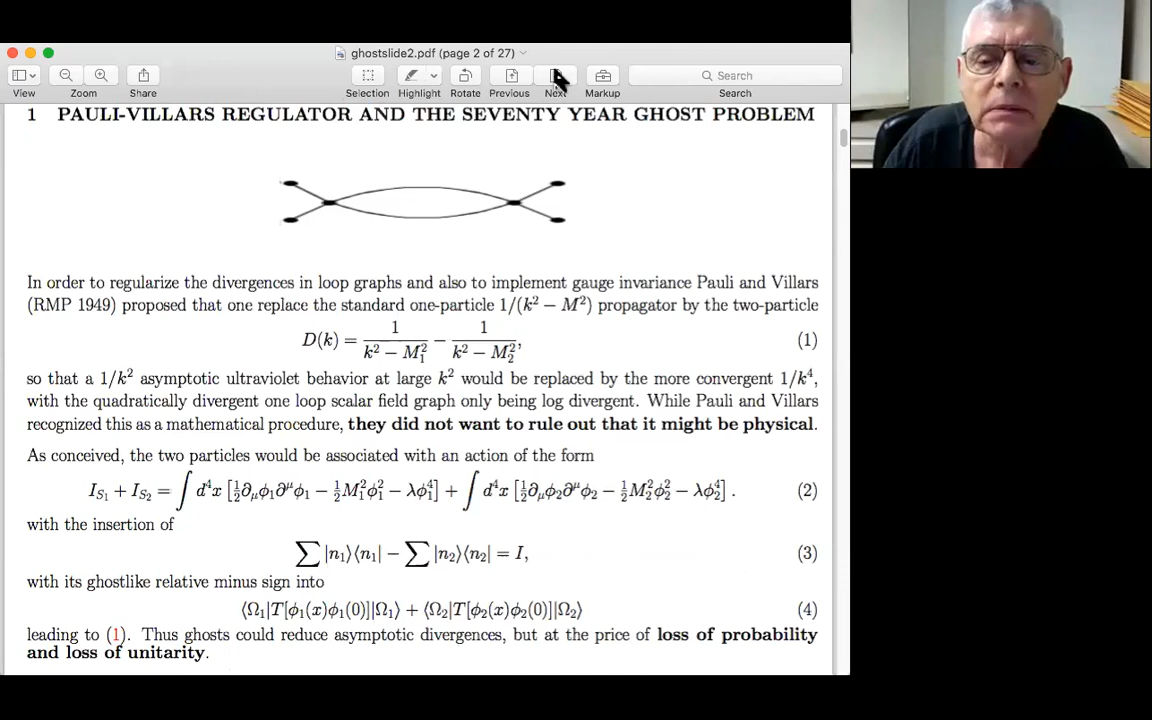 ghostslide2.pdf (page 2 of 27)
View Zoom Share Selection Highlight Rotate Previous Next Markup Search
Search
1 PAULI-VILLARS REGULATOR AND THE SEVENTY YEAR GHOST PROBLEM
In order to regularize the divergences in loop graphs and also to implement gauge invariance Pauli and Villars
(RMP 1949) proposed that one replace the standard one-particle 1/(k² − M²) propagator by the two-particle
D(k) = 1/(k² − M₁²) − 1/(k² − M₂²), (1)
so that a 1/k² asymptotic ultraviolet behavior at large k² would be replaced by the more convergent 1/k⁴,
with the quadratically divergent one loop scalar field graph only being log divergent. While Pauli and Villars
recognized this as a mathematical procedure, they did not want to rule out that it might be physical.
As conceived, the two particles would be associated with an action of the form
I_{S₁} + I_{S₂} = ∫ d⁴x [½∂_μϕ₁∂^μϕ₁ − ½M₁²ϕ₁² − λϕ₁⁴] + ∫ d⁴x [½∂_μϕ₂∂^μϕ₂ − ½M₂²ϕ₂² − λϕ₂⁴] . (2)
with the insertion of
∑ |n₁⟩⟨n₁| − ∑ |n₂⟩⟨n₂| = I, (3)
with its ghostlike relative minus sign into
⟨Ω₁|T[ϕ₁(x)ϕ₁(0)]|Ω₁⟩ + ⟨Ω₂|T[ϕ₂(x)ϕ₂(0)]|Ω₂⟩ (4)
leading to (1). Thus ghosts could reduce asymptotic divergences, but at the price of loss of probability
and loss of unitarity.